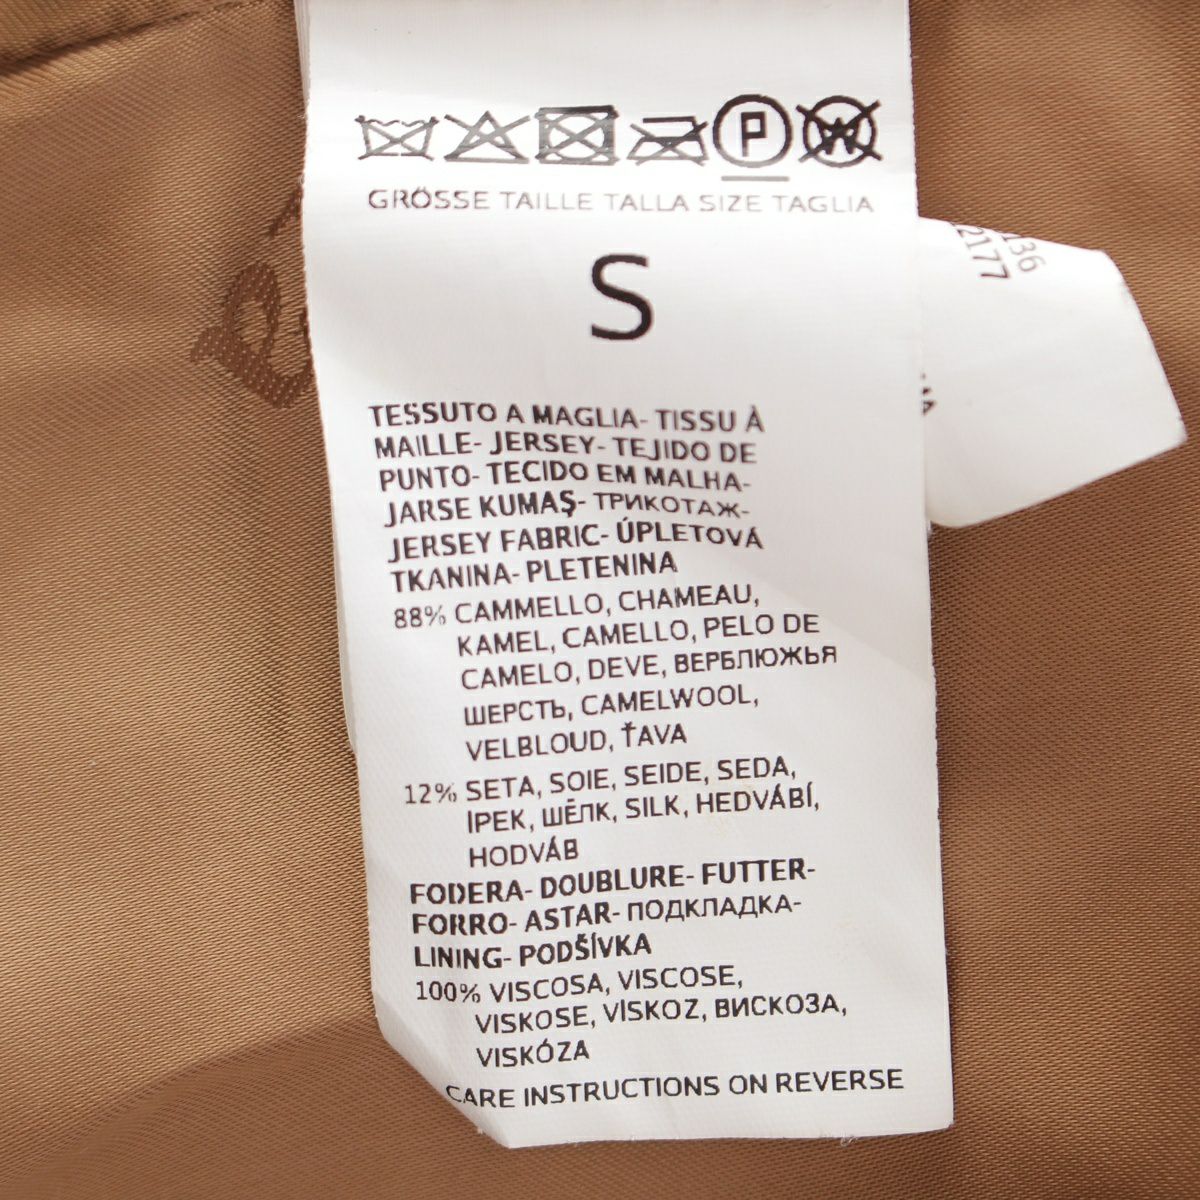 P
W
GRÖSSE TAILLE TALLA SIZE TAGLIA
S
TESSUTO A MAGLIA- TISSU À
MAILLE- JERSEY- TEJIDO DE
PUNTO- TECIDO EM MALHA-
JARSE KUMAŞ- ТРИКОТАЖ-
JERSEY FABRIC- ÚPLETOVÁ
TKANINA- PLETENINA
88% CAMMELLO, CHAMEAU,
KAMEL, CAMELLO, PELO DE
CAMELO, DEVE, ВЕРБЛЮЖЬЯ
ШЕРСТЬ, CAMELWOOL,
VELBLOUD, ŤAVA
12% SETA, SOIE, SEIDE, SEDA,
İPEK, ШЁЛК, SILK, HEDVÁBÍ,
HODVÁB
FODERA- DOUBLURE- FUTTER-
FORRO- ASTAR- ПОДКЛАДКА-
LINING- PODŠÍVKA
100% VISCOSA, VISCOSE,
VISKOSE, VİSKOZ, ВИСКОЗА,
VISKÓZA
CARE INSTRUCTIONS ON REVERSE